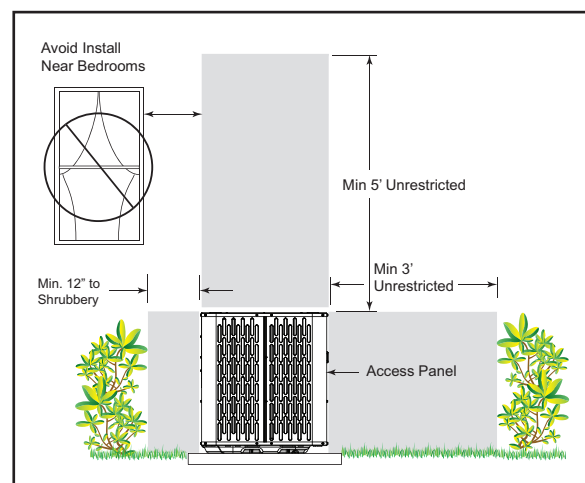 Avoid Install
Near Bedrooms
Min 5’ Unrestricted
Min. 12” to
Shrubbery
Min 3’
Unrestricted
Access Panel